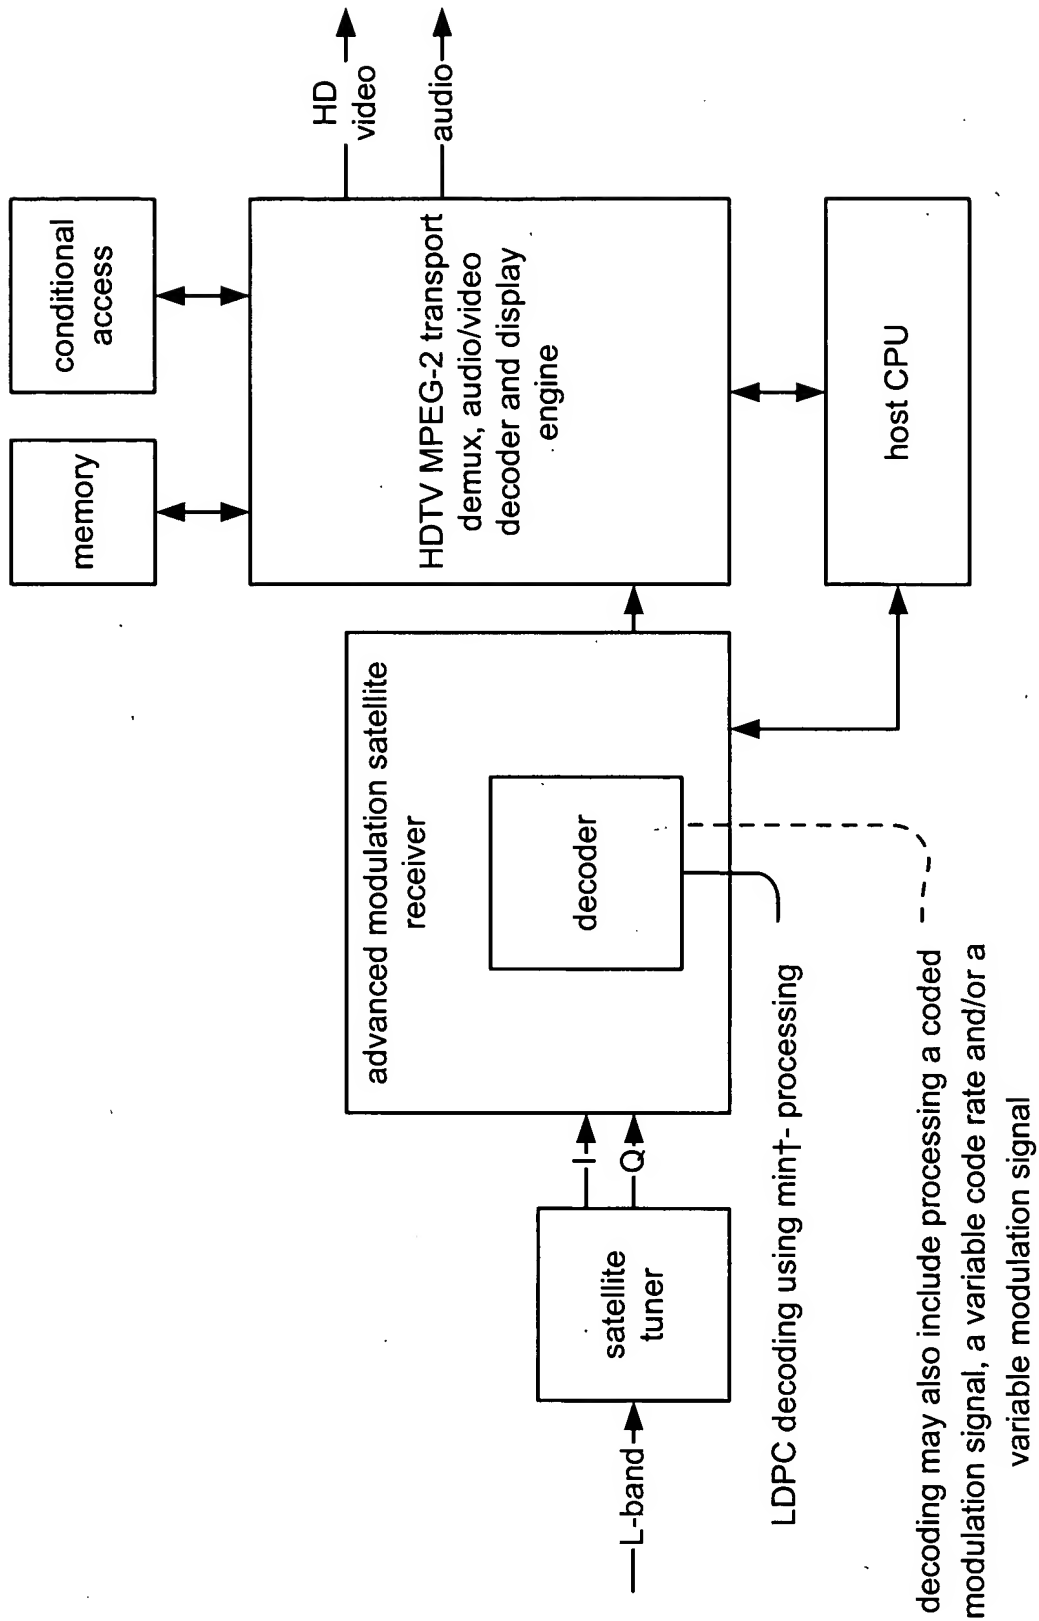 conditional
access
memory
HD
video
audio
HDTV MPEG-2 transport
demux, audio/video
decoder and display
engine
advanced modulation satellite
receiver
decoder
host CPU
I
Q
satellite
tuner
L-band
LDPC decoding using min†- processing
decoding may also include processing a coded
modulation signal, a variable code rate and/or a
variable modulation signal